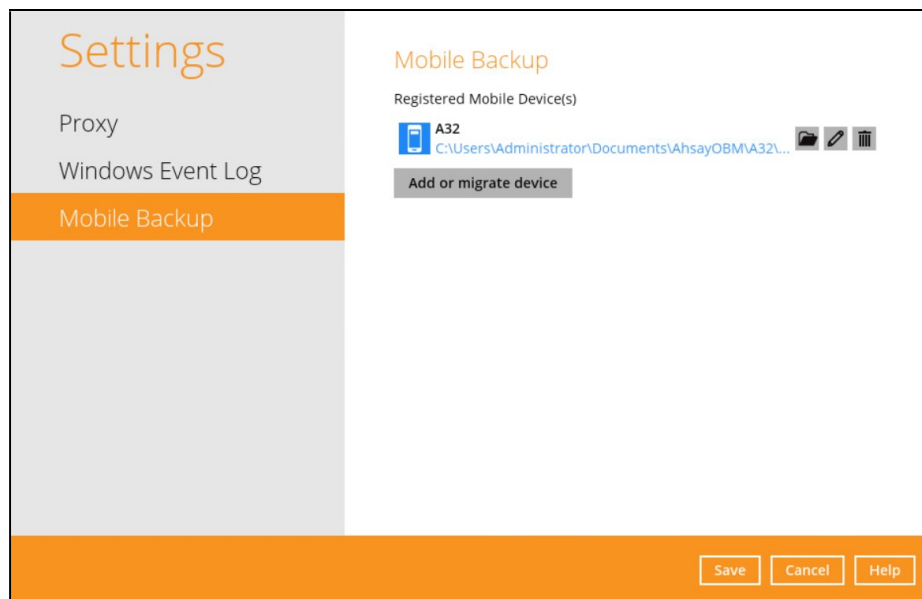 Settings
Proxy
Windows Event Log
Mobile Backup
Mobile Backup
Registered Mobile Device(s)
A32
C:\Users\Administrator\Documents\AhsayOBM\A32\...
Add or migrate device
Save
Cancel
Help